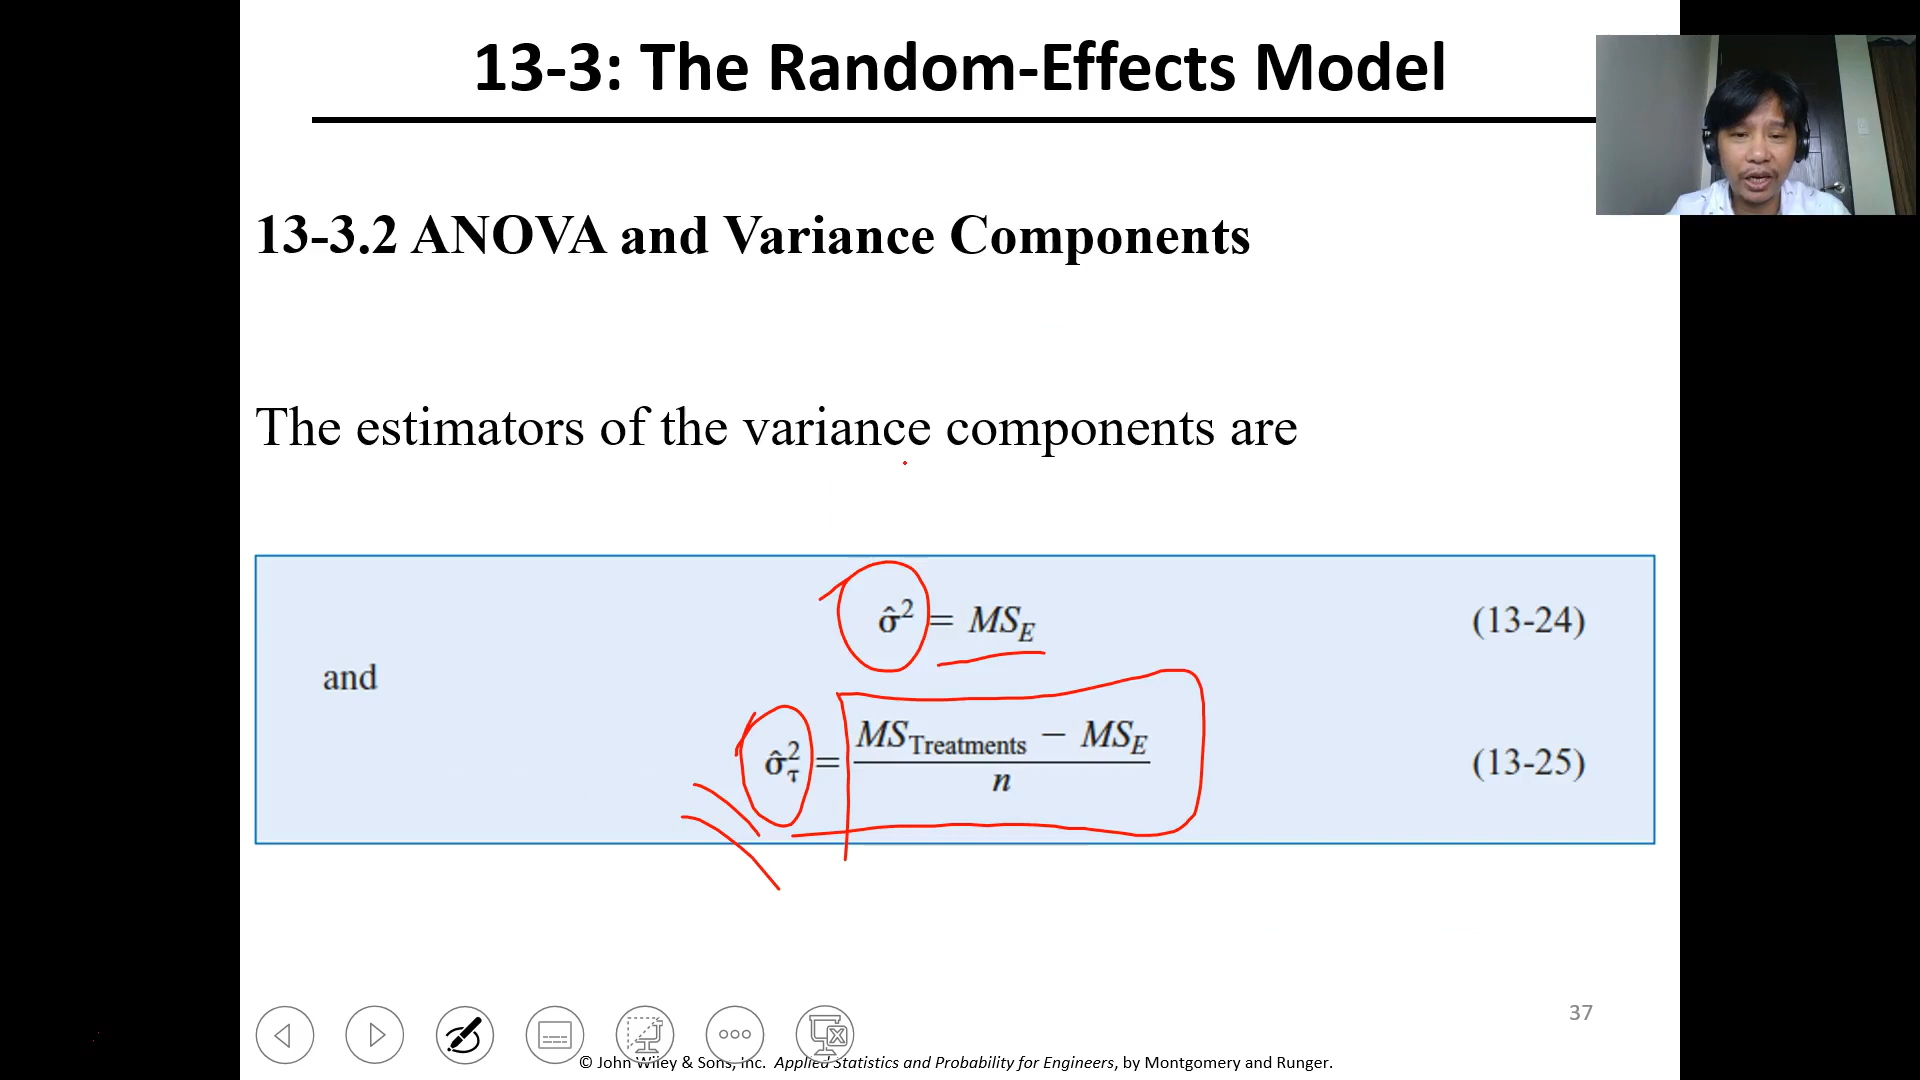 13-3: The Random-Effects Model
13-3.2 ANOVA and Variance Components
The estimators of the variance components are
σ̂² = MS_E (13-24)
and
σ̂²_τ = (MS_Treatments − MS_E) / n (13-25)
37
© John Wiley & Sons, Inc. Applied Statistics and Probability for Engineers, by Montgomery and Runger.